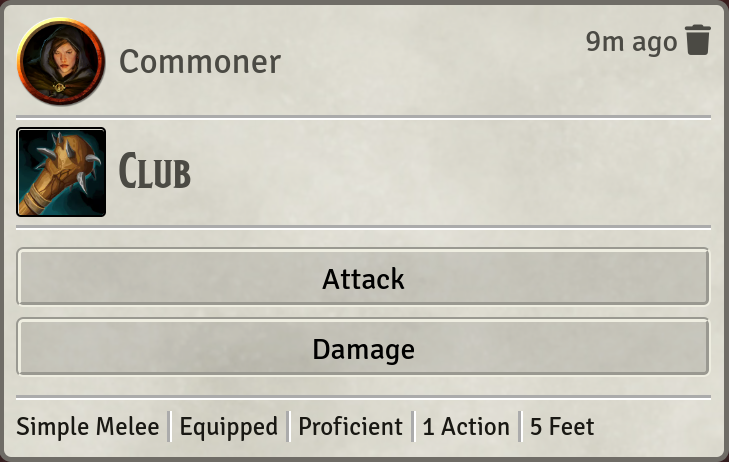 Commoner
9m ago
Club
Attack
Damage
Simple Melee | Equipped | Proficient | 1 Action | 5 Feet